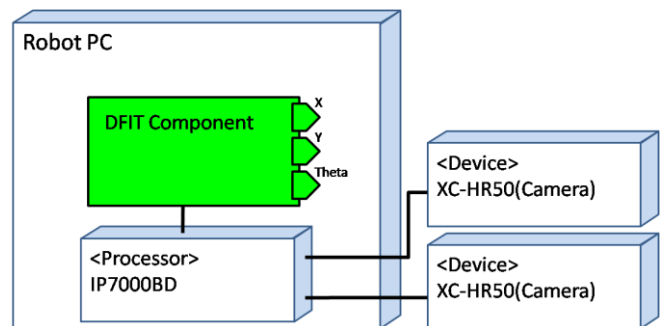 Robot PC
DFIT Component
X
Y
Theta
<Processor>
IP7000BD
<Device>
XC-HR50(Camera)
<Device>
XC-HR50(Camera)